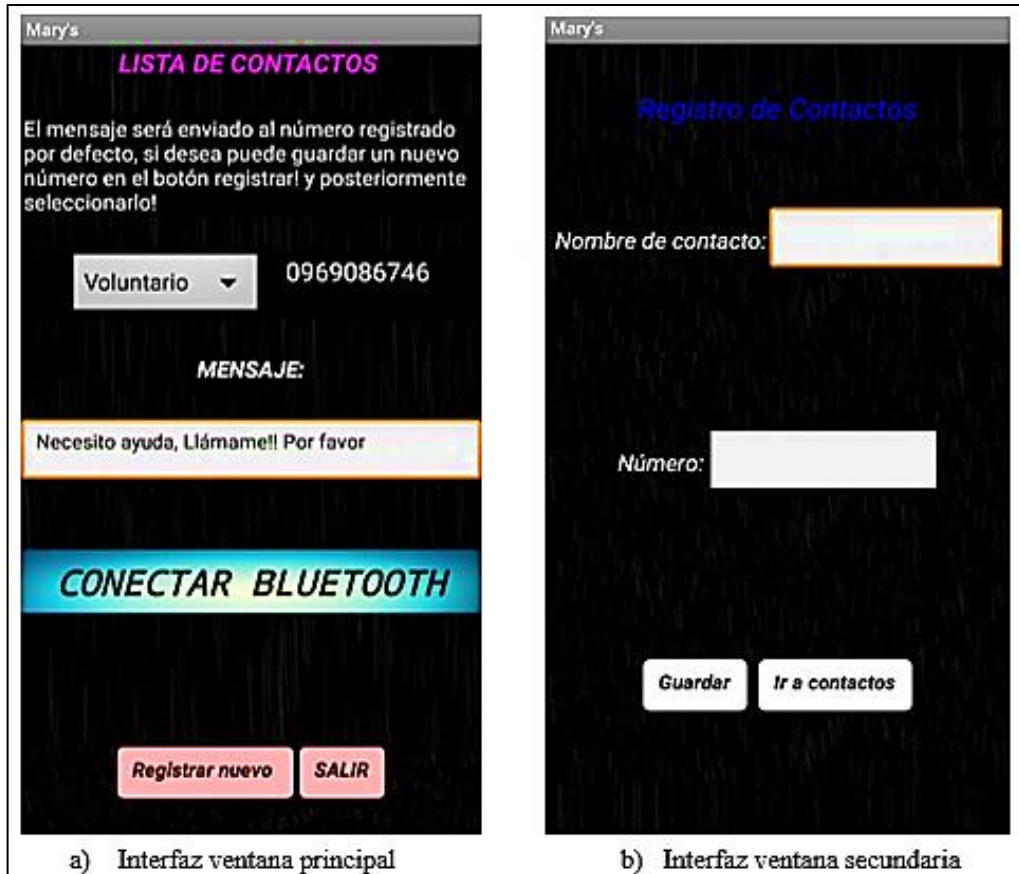 Mary's
LISTA DE CONTACTOS
El mensaje será enviado al número registrado
por defecto, si desea puede guardar un nuevo
número en el botón registrar! y posteriormente
seleccionarlo!
Voluntario
0969086746
MENSAJE:
Necesito ayuda, Llámame!! Por favor
CONECTAR BLUETOOTH
Registrar nuevo
SALIR
a) Interfaz ventana principal
Mary's
Registro de Contactos
Nombre de contacto:
Número:
Guardar
Ir a contactos
b) Interfaz ventana secundaria